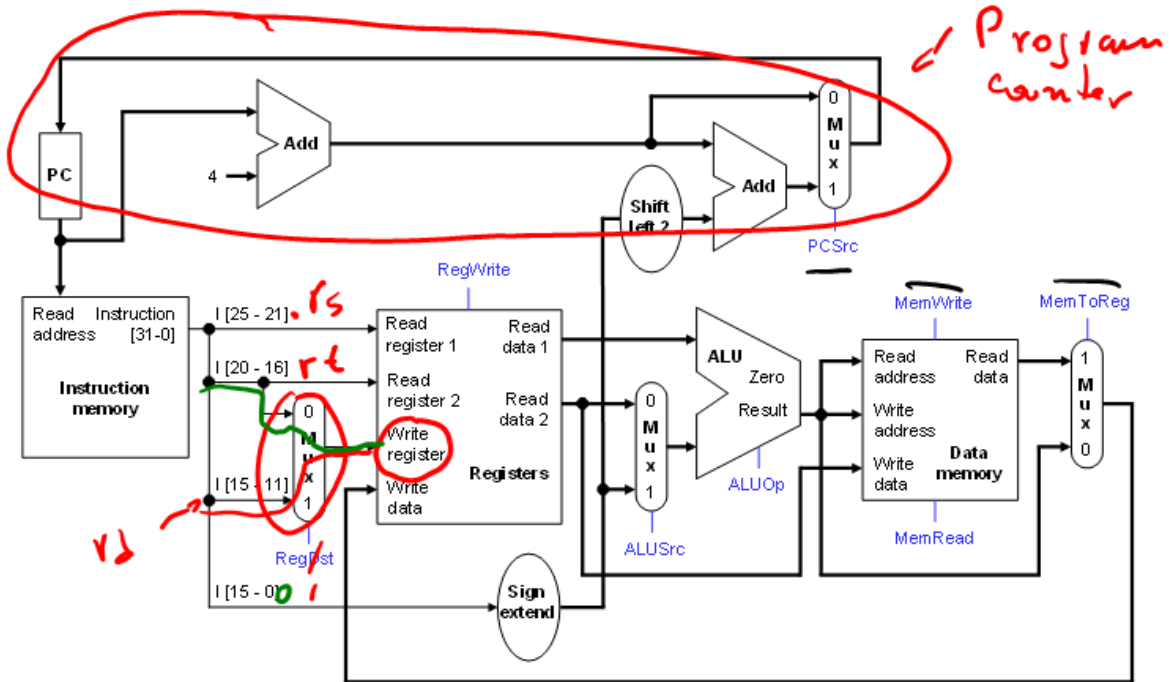 Program
counter
0
M
u
x
1
Add
PC
4
Add
Shift
left 2
PCSrc
RegWrite
MemWrite
MemToReg
Read address
Instruction [31-0]
Instruction memory
I [25 - 21]
rs
I [20 - 16]
rt
0
M
u
x
1
I [15 - 11]
rd
RegDst
0
1
I [15 - 0]
Read register 1
Read data 1
Read register 2
Read data 2
Write register
Registers
Write data
Sign extend
0
M
u
x
1
ALUSrc
ALU
Zero
Result
ALUOp
Read address
Read data
Write address
Write data
Data memory
MemRead
1
M
u
x
0